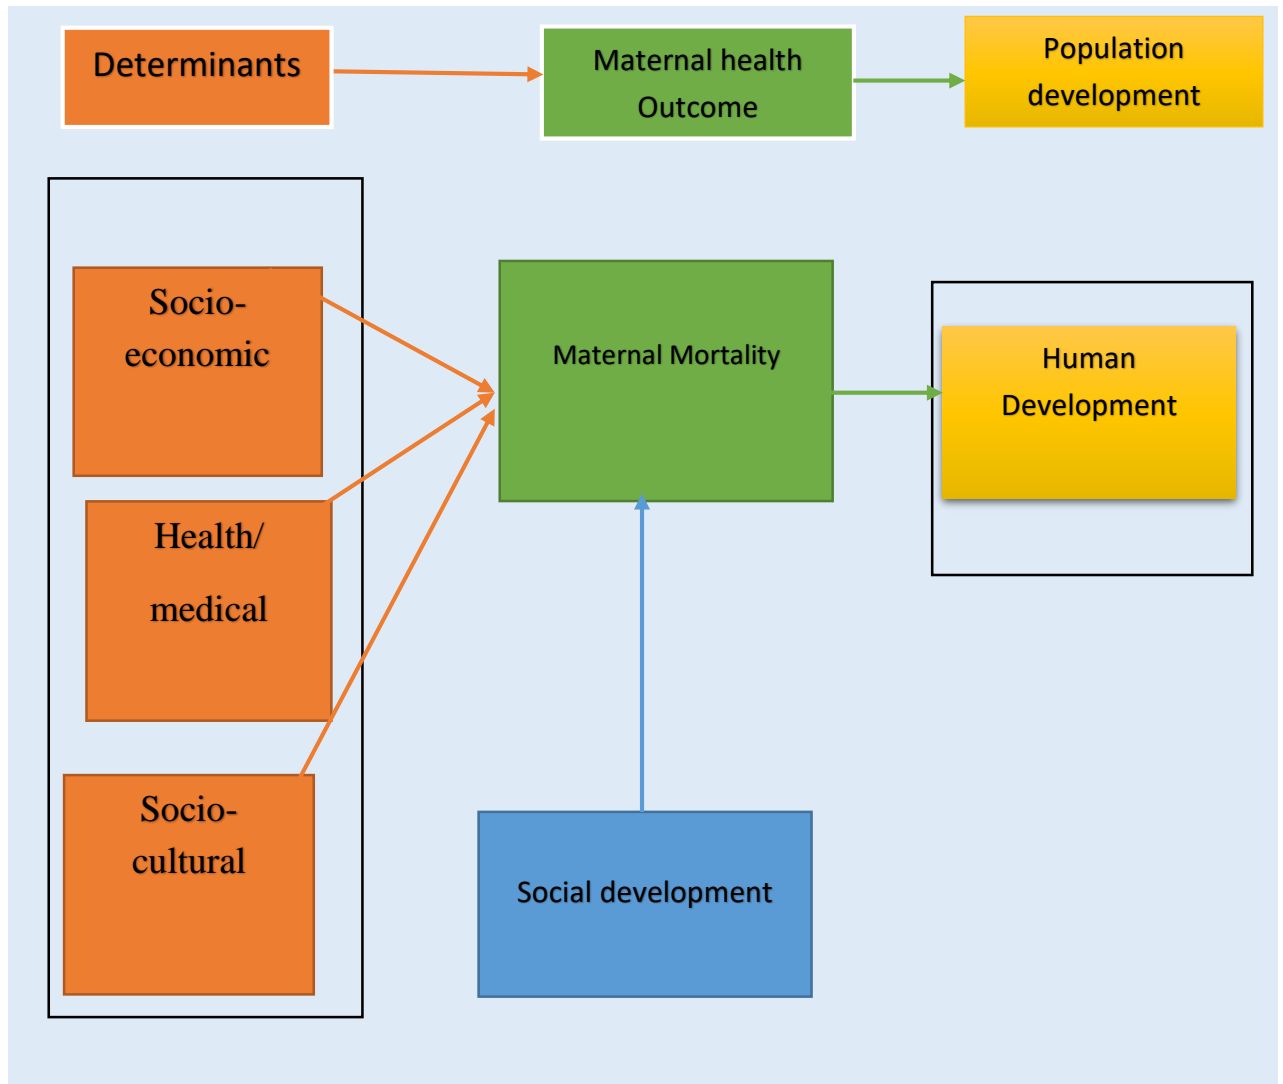 Determinants
Maternal health
Outcome
Population
development
Socio-
economic
Maternal Mortality
Human
Development
Health/
medical
Socio-
cultural
Social development